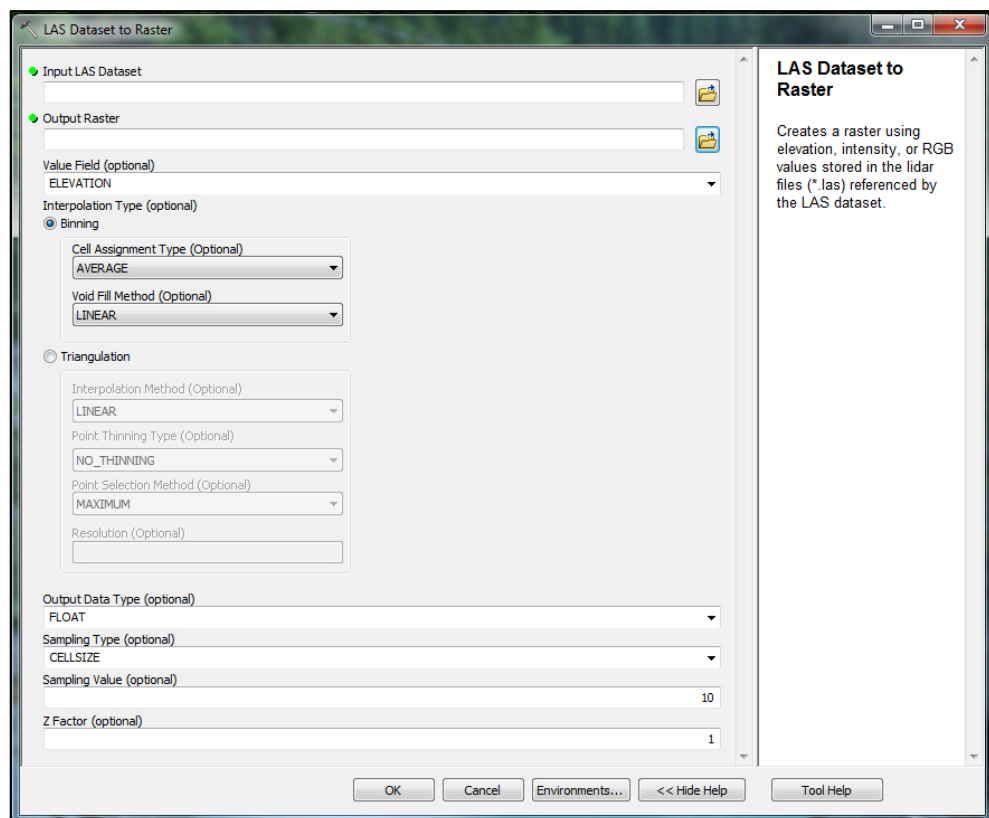 LAS Dataset to Raster
Input LAS Dataset
Output Raster
Value Field (optional)
ELEVATION
Interpolation Type (optional)
Binning
Cell Assignment Type (Optional)
AVERAGE
Void Fill Method (Optional)
LINEAR
Triangulation
Interpolation Method (Optional)
LINEAR
Point Thinning Type (Optional)
NO_THINNING
Point Selection Method (Optional)
MAXIMUM
Resolution (Optional)
Output Data Type (optional)
FLOAT
Sampling Type (optional)
CELLSIZE
Sampling Value (optional)
10
Z Factor (optional)
1
LAS Dataset to
Raster
Creates a raster using
elevation, intensity, or RGB
values stored in the lidar
files (*.las) referenced by
the LAS dataset.
OK
Cancel
Environments...
<< Hide Help
Tool Help